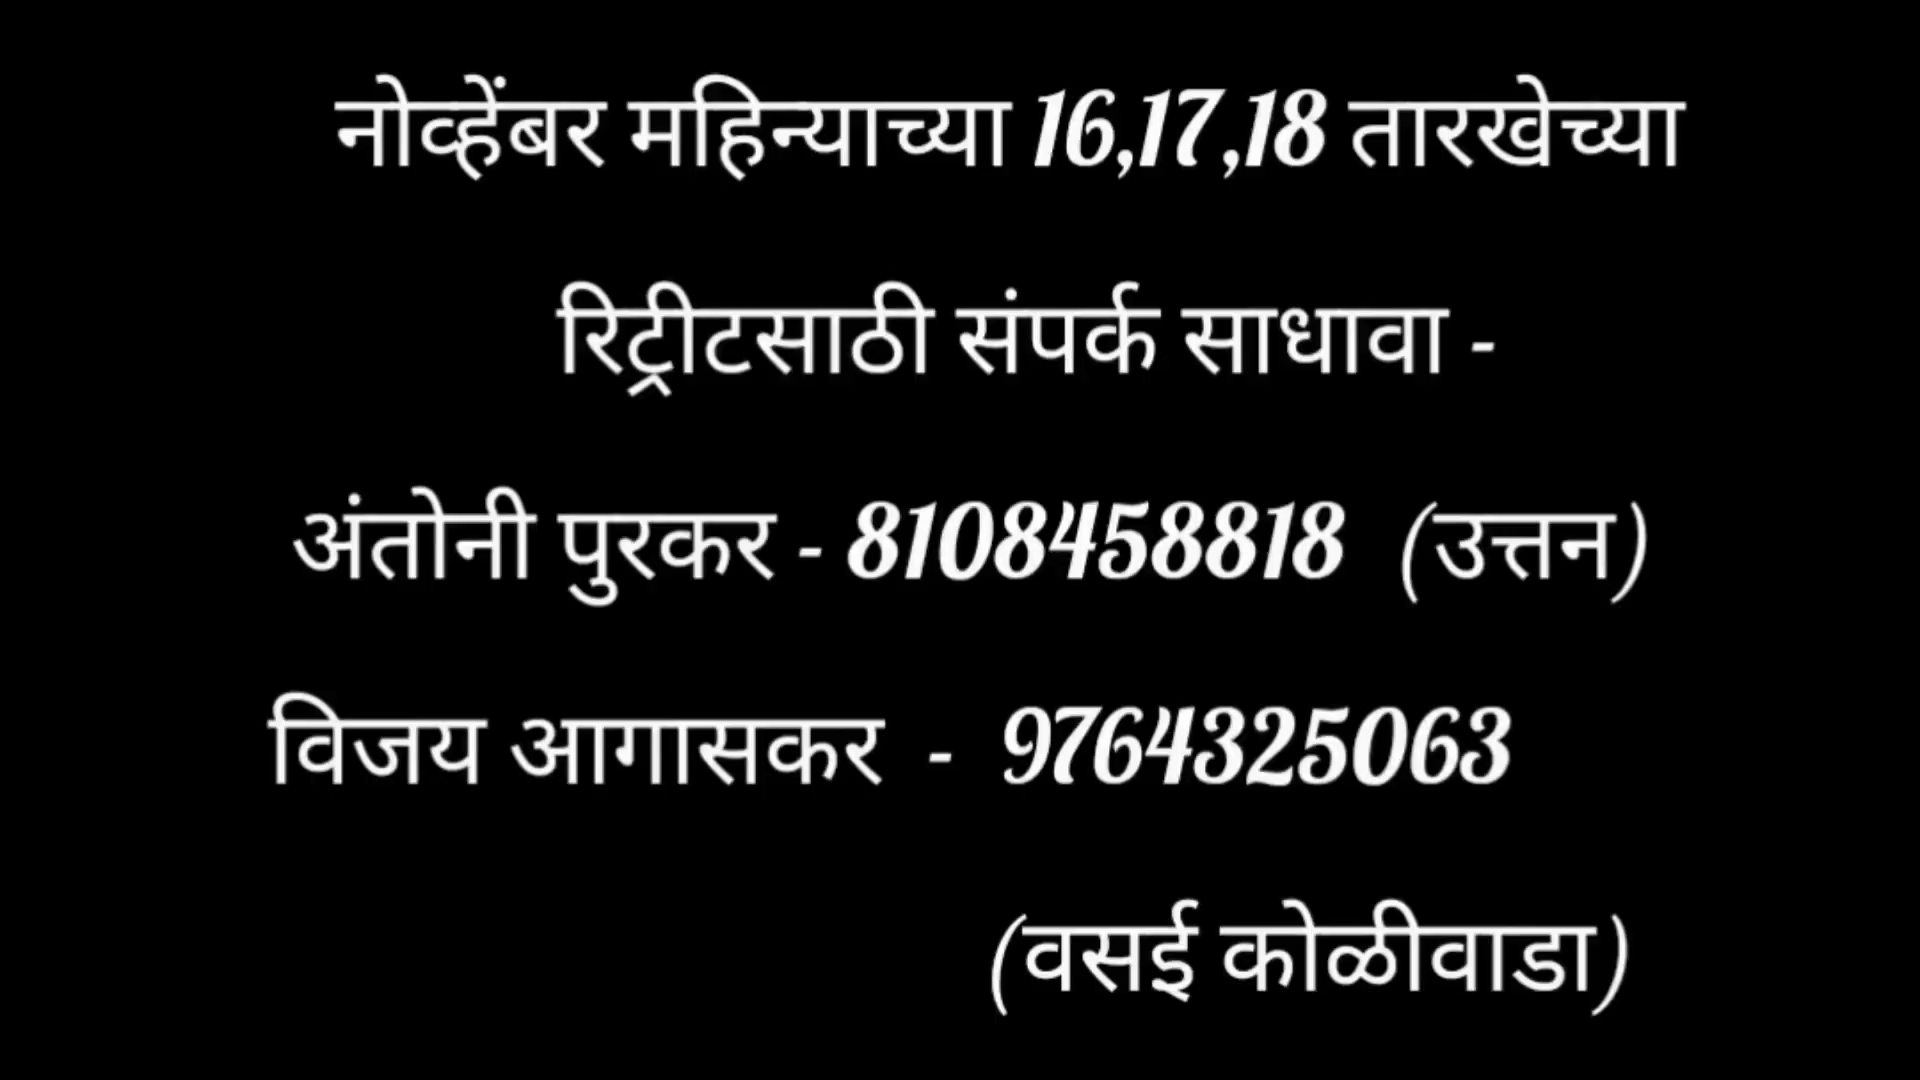 नोव्हेंबर महिन्याच्या 16,17,18 तारखेच्या
रिट्रीटसाठी संपर्क साधावा -
अंतोनी पुरकर - 8108458818 (उत्तन)
विजय आगासकर - 9764325063
(वसई कोळीवाडा)